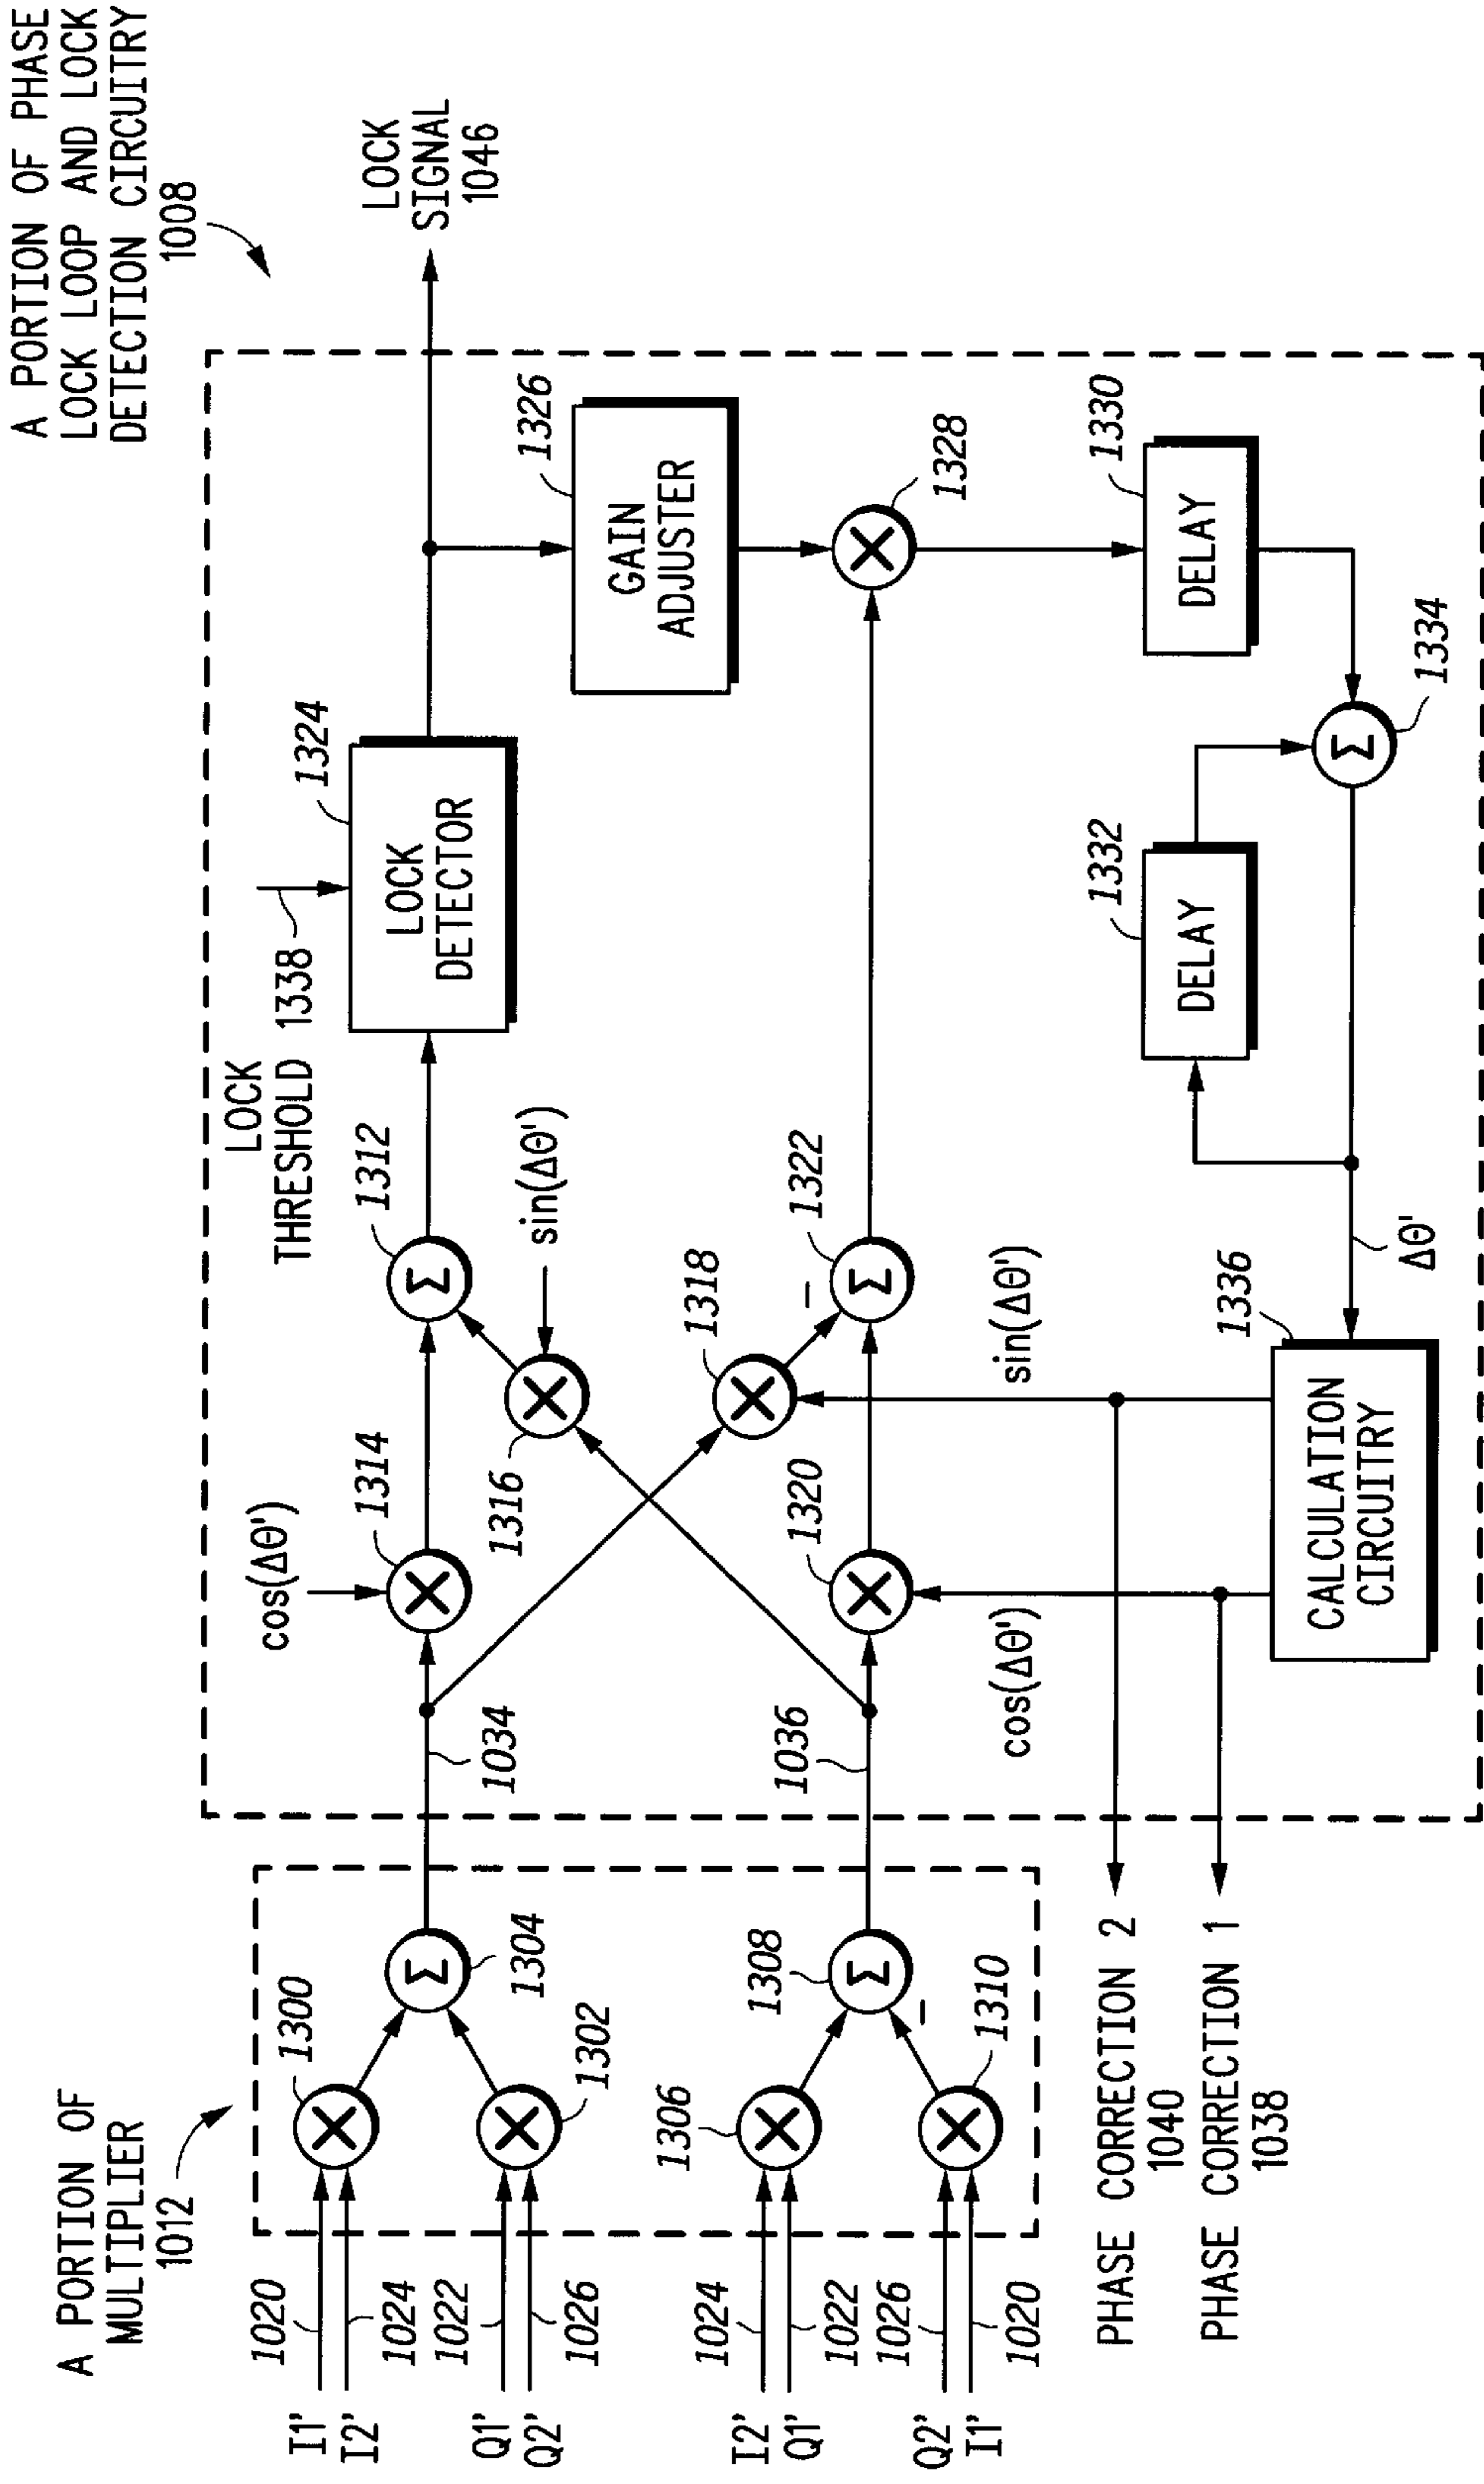 A PORTION OF PHASE
LOCK LOOP AND LOCK
DETECTION CIRCUITRY
1008
A PORTION OF
MULTIPLIER
1012
LOCK
SIGNAL
1046
LOCK
THRESHOLD 1338
1324
LOCK
DETECTOR
1326
GAIN
ADJUSTER
1328
1330
DELAY
1332
DELAY
1334
Σ
Δθ'
1336
CALCULATION
CIRCUITRY
cos(Δθ')
1314
1312
Σ
sin(Δθ')
1316
1318
1322
−
Σ
sin(Δθ')
1320
cos(Δθ')
1034
1036
1300
1304
Σ
1302
1306
1308
Σ
−
1310
I1'
1020
I2'
1024
Q1'
1022
Q2'
1026
I2'
1024
Q1'
1022
Q2'
1026
I1'
1020
PHASE CORRECTION 2
1040
PHASE CORRECTION 1
1038